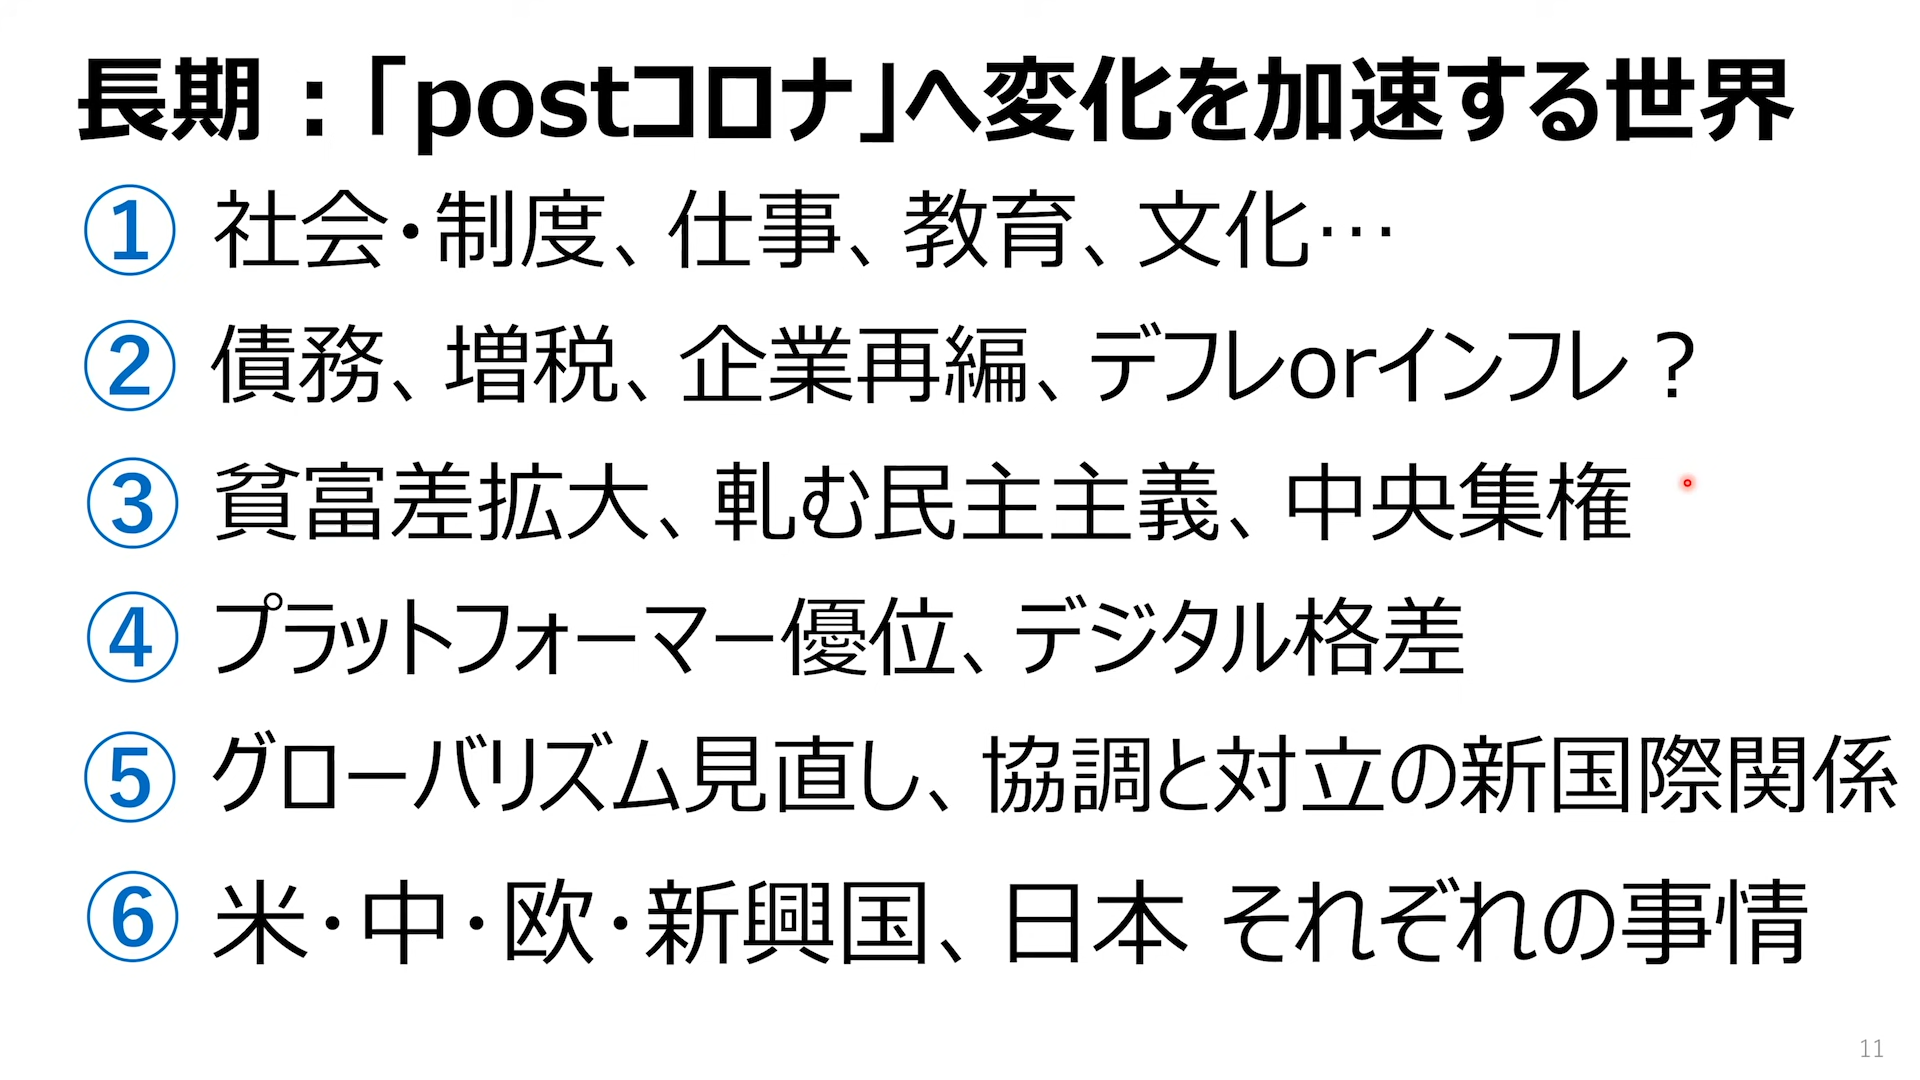 長期：「postコロナ」へ変化を加速する世界
① 社会・制度、仕事、教育、文化…
② 債務、増税、企業再編、デフレorインフレ？
③ 貧富差拡大、軋む民主主義、中央集権
④ プラットフォーマー優位、デジタル格差
⑤ グローバリズム見直し、協調と対立の新国際関係
⑥ 米・中・欧・新興国、日本 それぞれの事情
11